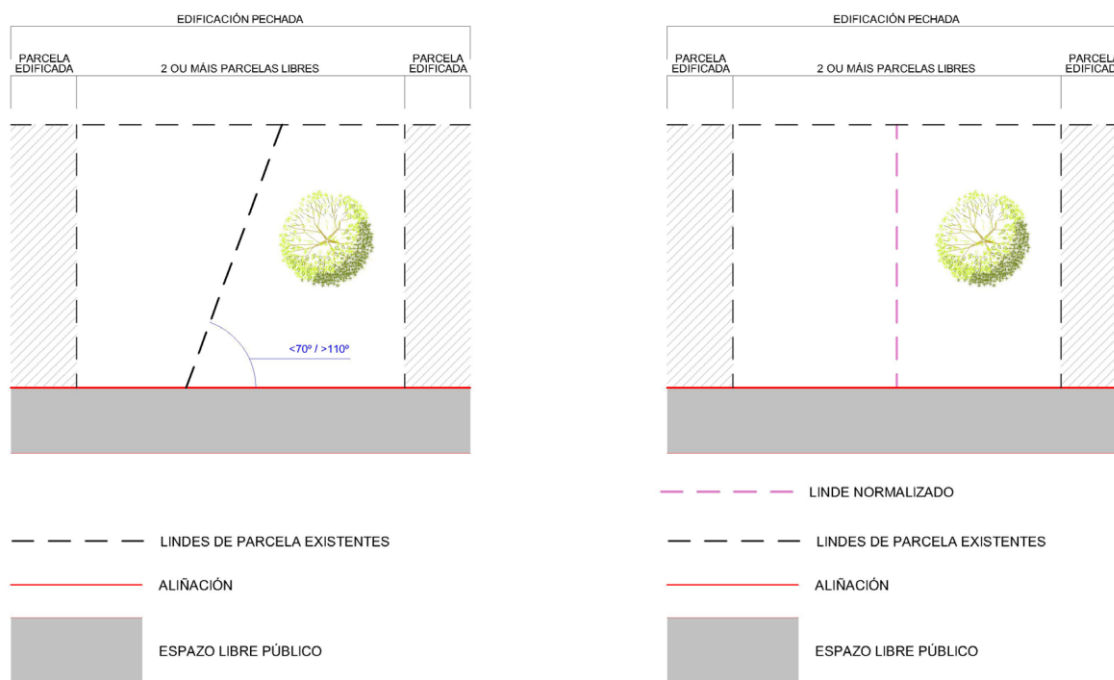 EDIFICACIÓN PECHADA
PARCELA
EDIFICADA
2 OU MÁIS PARCELAS LIBRES
PARCELA
EDIFICADA
<70º / >110º
LINDES DE PARCELA EXISTENTES
ALIÑACIÓN
ESPAZO LIBRE PÚBLICO
EDIFICACIÓN PECHADA
PARCELA
EDIFICADA
2 OU MÁIS PARCELAS LIBRES
PARCELA
EDIFICADA
LINDE NORMALIZADO
LINDES DE PARCELA EXISTENTES
ALIÑACIÓN
ESPAZO LIBRE PÚBLICO